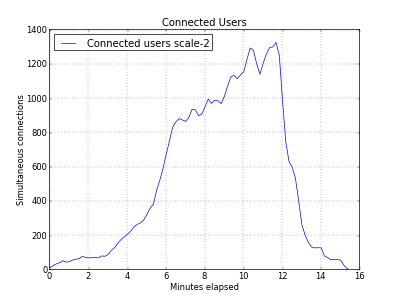 Connected Users
Connected users scale-2
1400
1200
1000
800
600
400
200
0
Simultaneous connections
0 2 4 6 8 10 12 14 16
Minutes elapsed